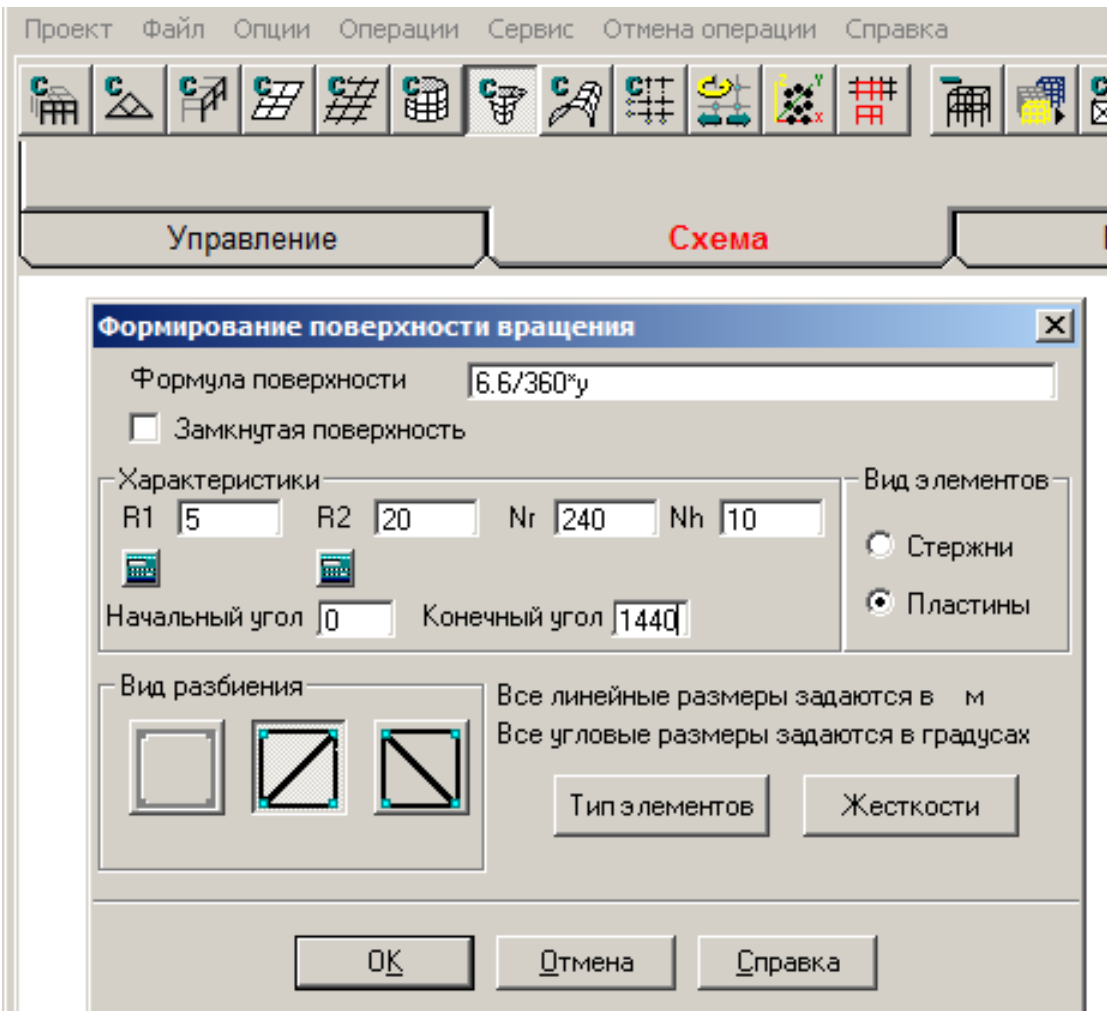 Проект Файл Опции Операции Сервис Отмена операции Справка
Управление Схема
Формирование поверхности вращения
Формула поверхности 6.6/360*y
Замкнутая поверхность
Характеристики Вид элементов
R1 5 R2 20 Nr 240 Nh 10
Стержни
Начальный угол 0 Конечный угол 1440 Пластины
Вид разбиения
Все линейные размеры задаются в м
Все угловые размеры задаются в градусах
Тип элементов Жесткости
OK Отмена Справка